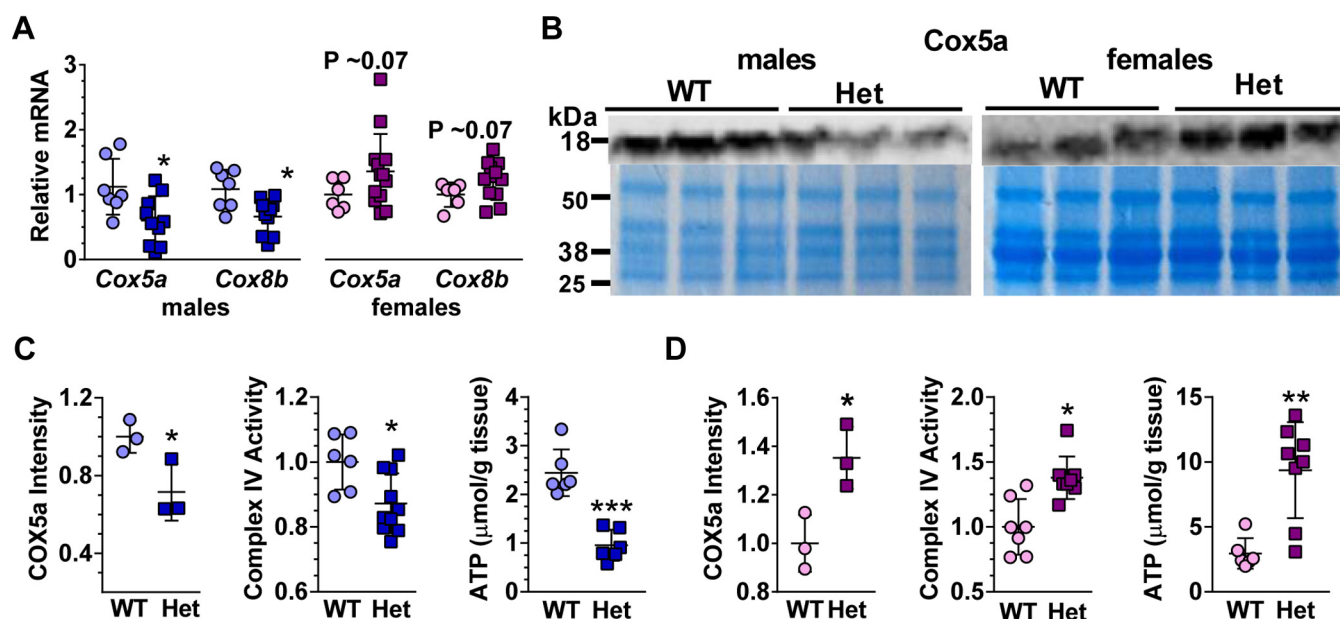 A
Relative mRNA
3
2
1
0
*
*
Cox5a Cox8b
males
P ~0.07
P ~0.07
Cox5a Cox8b
females
B
Cox5a
males females
WT Het WT Het
kDa
18
50
38
25
C
COX5a Intensity
1.2
0.8
0.4
*
WT Het
Complex IV Activity
1.2
1.0
0.8
0.6
*
WT Het
ATP (μmol/g tissue)
4
3
2
1
0
***
WT Het
D
COX5a Intensity
1.6
1.4
1.2
1.0
0.8
*
WT Het
Complex IV Activity
2.0
1.5
1.0
0.5
*
WT Het
ATP (μmol/g tissue)
15
10
5
0
**
WT Het